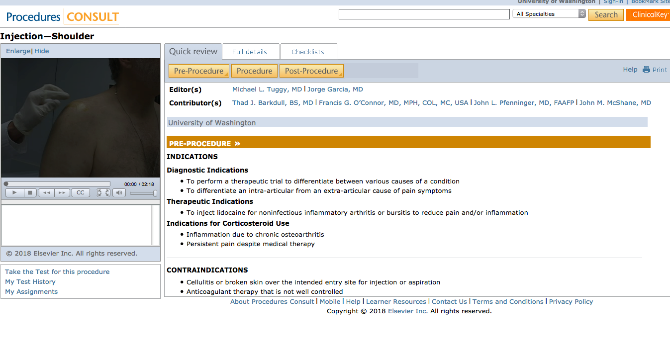 University of Washington | Sign-in | Bookmark Site
Procedures CONSULT
All Specialties
Search
ClinicalKey
Injection—Shoulder
Enlarge| Hide
00:00 / 02:18
CC
© 2018 Elsevier Inc. All rights reserved.
Take the Test for this procedure
My Test History
My Assignments
Quick review
Full details
Checklists
Pre-Procedure
Procedure
Post-Procedure
Help
Print
Editor(s)
Michael L. Tuggy, MD | Jorge Garcia, MD
Contributor(s)
Thad J. Barkdull, BS, MD | Francis G. O'Connor, MD, MPH, COL, MC, USA | John L. Pfenninger, MD, FAAFP | John M. McShane, MD
University of Washington
PRE-PROCEDURE »
INDICATIONS
Diagnostic Indications
• To perform a therapeutic trial to differentiate between various causes of a condition
• To differentiate an intra-articular from an extra-articular cause of pain symptoms
Therapeutic Indications
• To inject lidocaine for noninfectious inflammatory arthritis or bursitis to reduce pain and/or inflammation
Indications for Corticosteroid Use
• Inflammation due to chronic osteoarthritis
• Persistent pain despite medical therapy
CONTRAINDICATIONS
• Cellulitis or broken skin over the intended entry site for injection or aspiration
• Anticoagulant therapy that is not well controlled
About Procedures Consult | Mobile | Help | Learner Resources | Contact Us | Terms and Conditions | Privacy Policy
Copyright © 2018 Elsevier Inc. All rights reserved.